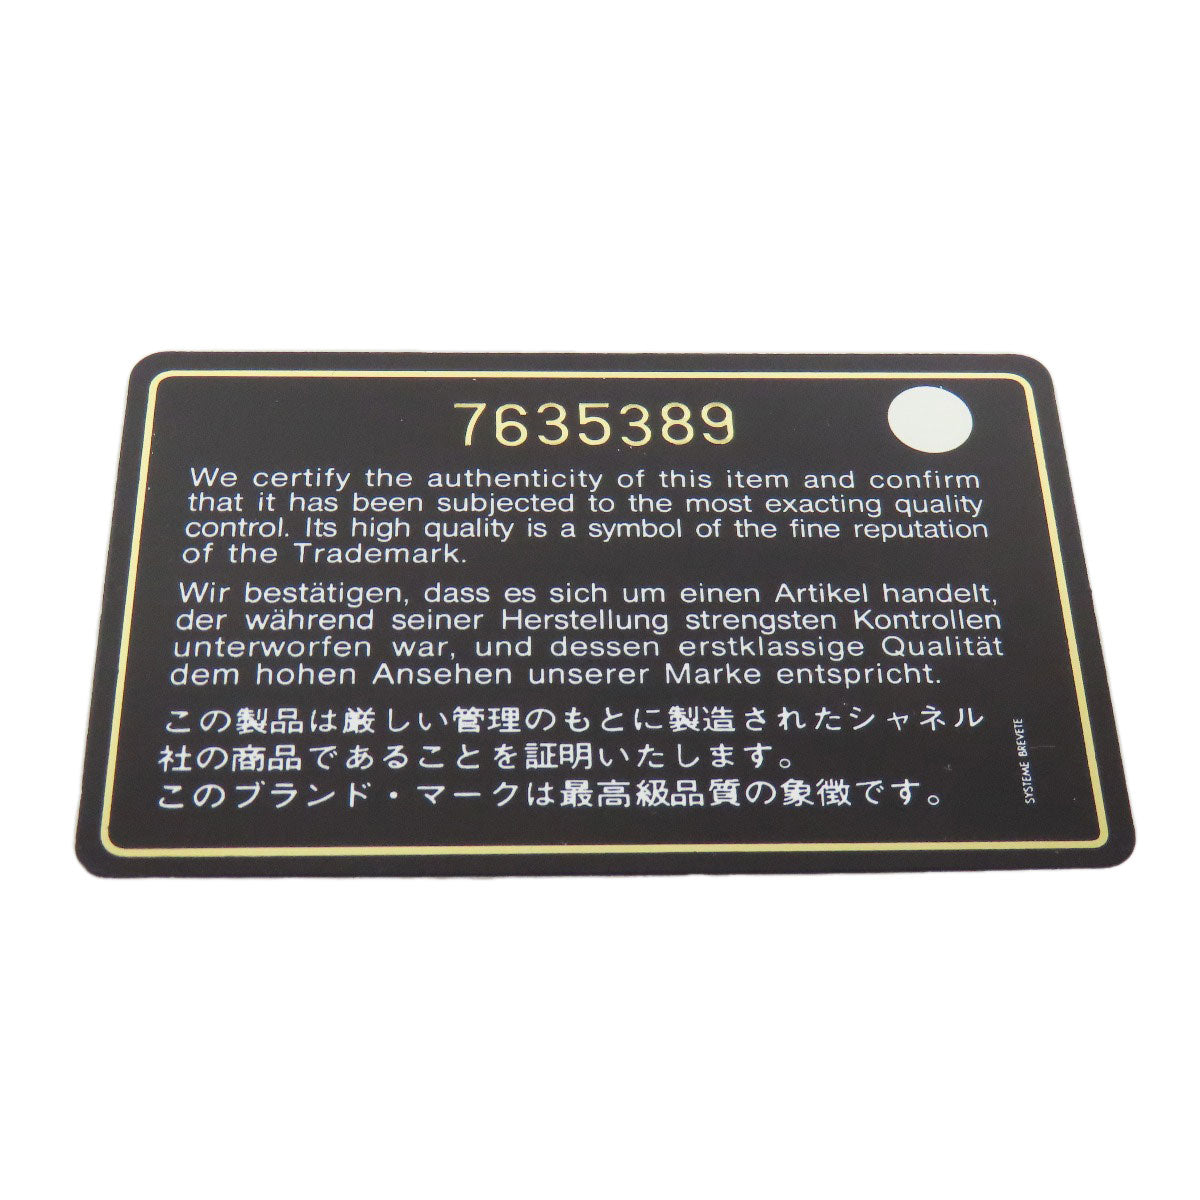 7635389
We certify the authenticity of this item and confirm
that it has been subjected to the most exacting quality
control. Its high quality is a symbol of the fine reputation
of the Trademark.
Wir bestätigen, dass es sich um einen Artikel handelt,
der während seiner Herstellung strengsten Kontrollen
unterworfen war, und dessen erstklassige Qualität
dem hohen Ansehen unserer Marke entspricht.
この製品は厳しい管理のもとに製造されたシャネル
社の商品であることを証明いたします。
このブランド・マークは最高級品質の象徴です。
SYSTEME BREVETE